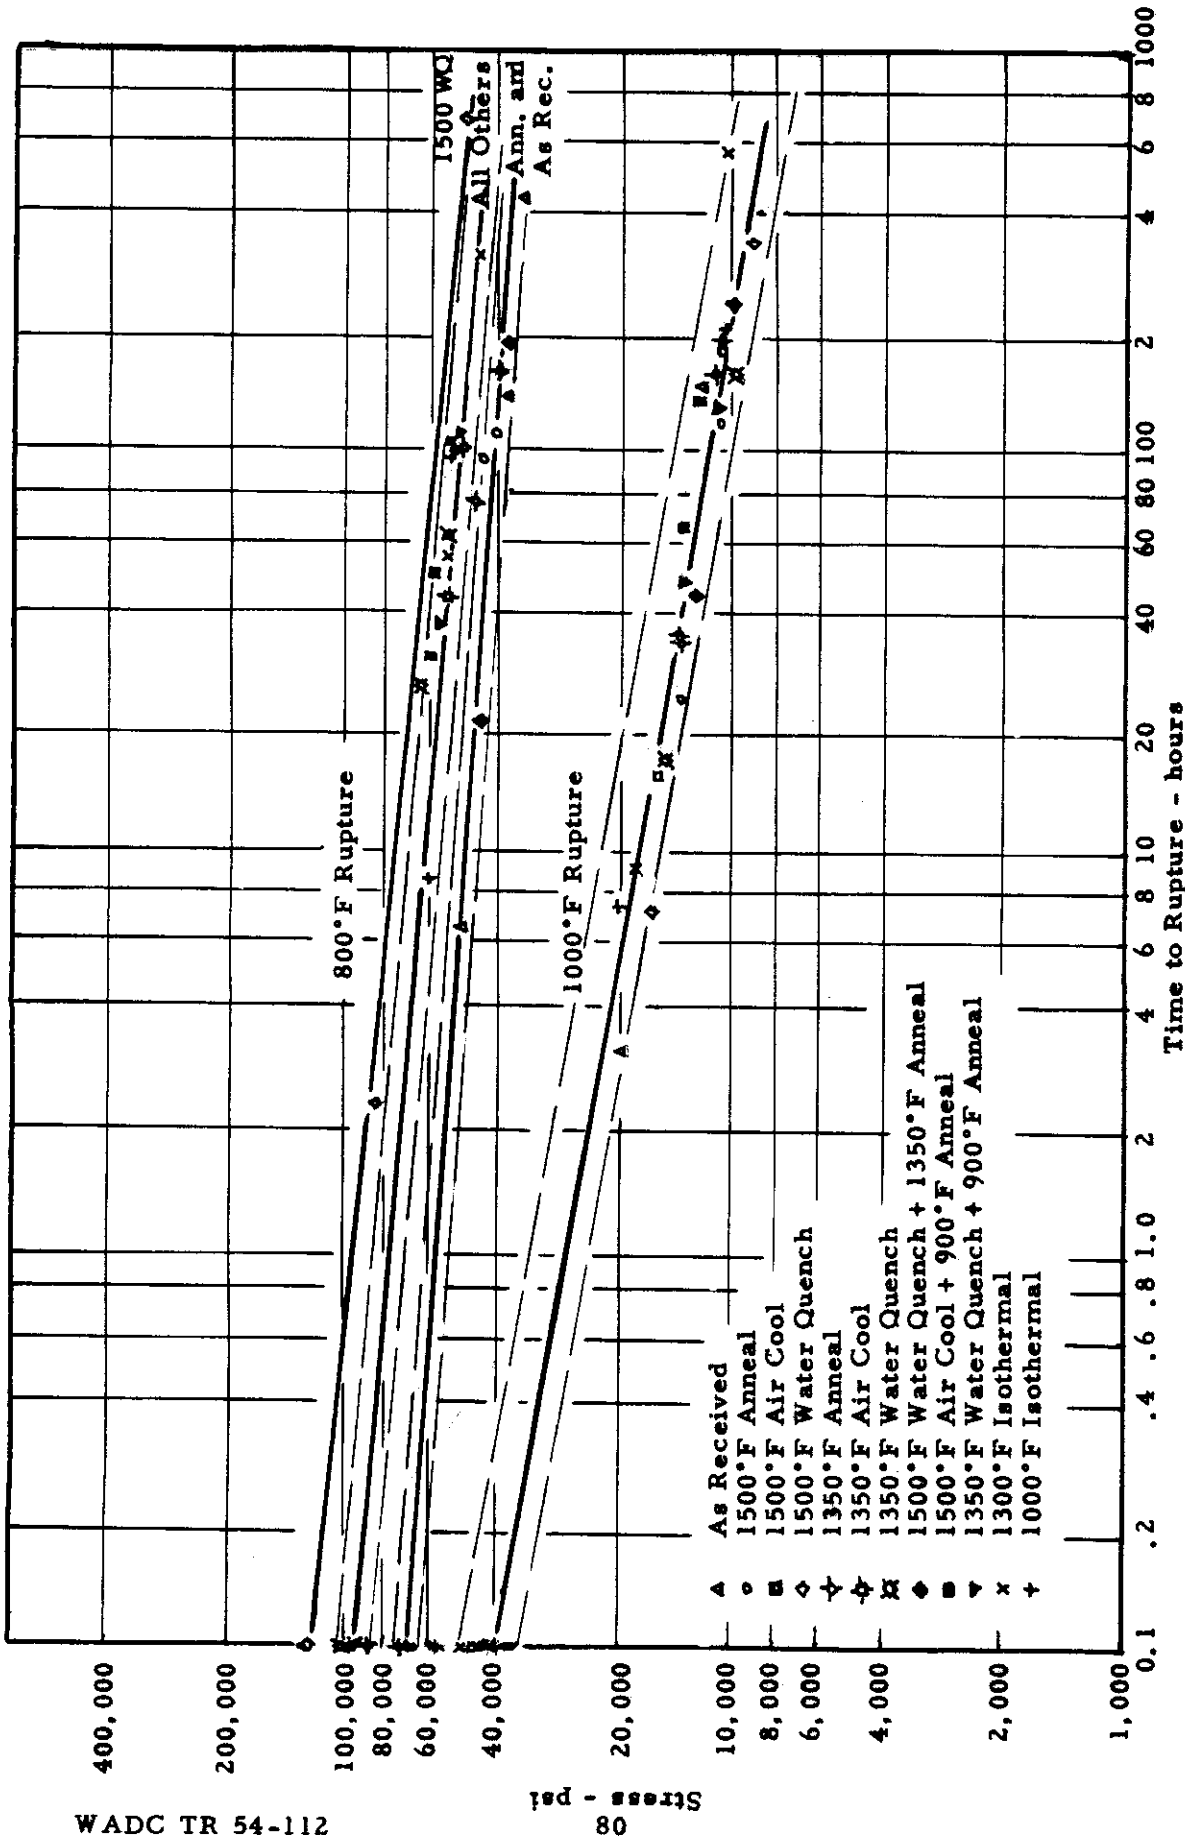 400,000
200,000
100,000
80,000
60,000
40,000
20,000
10,000
8,000
6,000
4,000
2,000
1,000
Stress - psi
800°F Rupture
1000°F Rupture
1500 WQ
All Others
Ann. and
As Rec.
As Received
1500°F Anneal
1500°F Air Cool
1500°F Water Quench
1350°F Anneal
1350°F Air Cool
1350°F Water Quench
1500°F Water Quench + 1350°F Anneal
1500°F Air Cool + 900°F Anneal
1350°F Water Quench + 900°F Anneal
1300°F Isothermal
1000°F Isothermal
0.1 .2 .4 .6 .8 1.0 2 4 6 8 10 20 40 60 80 100 2 4 6 8 1000
Time to Rupture - hours
WADC TR 54-112
80